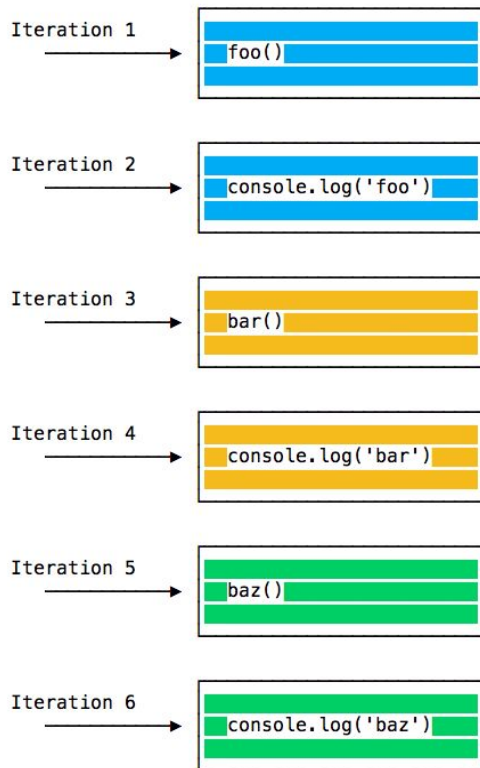 Iteration 1
foo()
Iteration 2
console.log('foo')
Iteration 3
bar()
Iteration 4
console.log('bar')
Iteration 5
baz()
Iteration 6
console.log('baz')